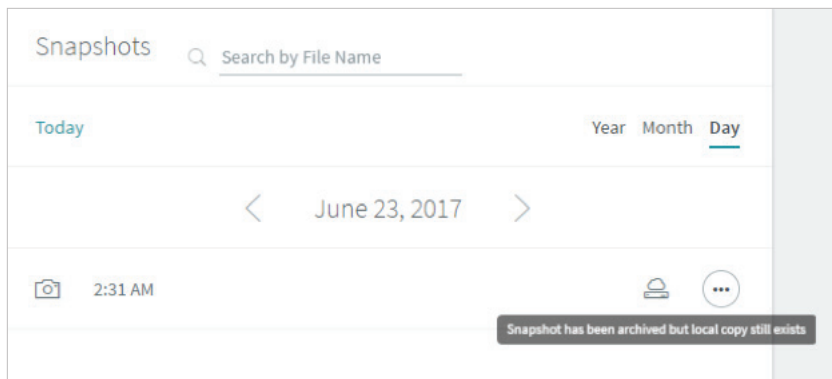 Snapshots
Search by File Name
Today
Year Month Day
June 23, 2017
2:31 AM
Snapshot has been archived but local copy still exists